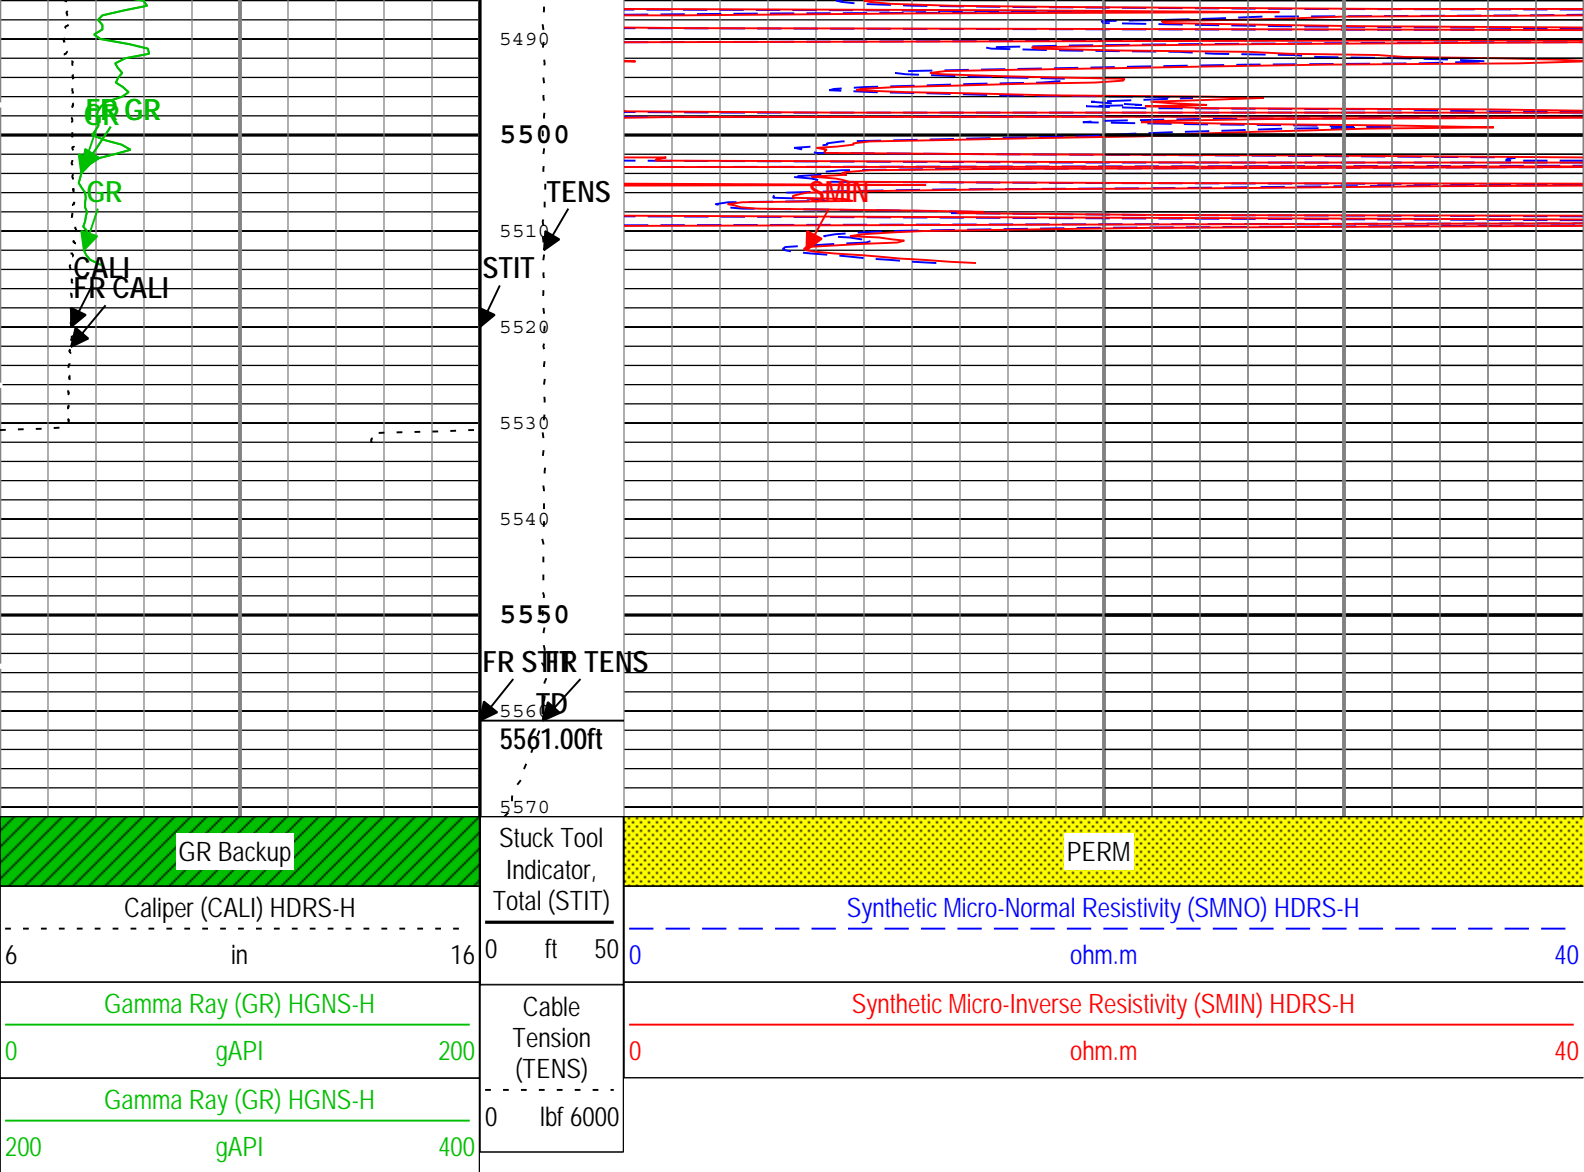 5490
FR GR
GR
5500
GR
TENS
SMIN
5510
CALI
STIT
FR CALI
5520
5530
5540
5550
FR STIT
FR TENS
TD
5560
5561.00ft
5570
GR Backup
Caliper (CALI) HDRS-H
6 in 16
Gamma Ray (GR) HGNS-H
0 gAPI 200
Gamma Ray (GR) HGNS-H
200 gAPI 400
Stuck Tool
Indicator,
Total (STIT)
0 ft 50
Cable
Tension
(TENS)
0 lbf 6000
PERM
Synthetic Micro-Normal Resistivity (SMNO) HDRS-H
0 ohm.m 40
Synthetic Micro-Inverse Resistivity (SMIN) HDRS-H
0 ohm.m 40